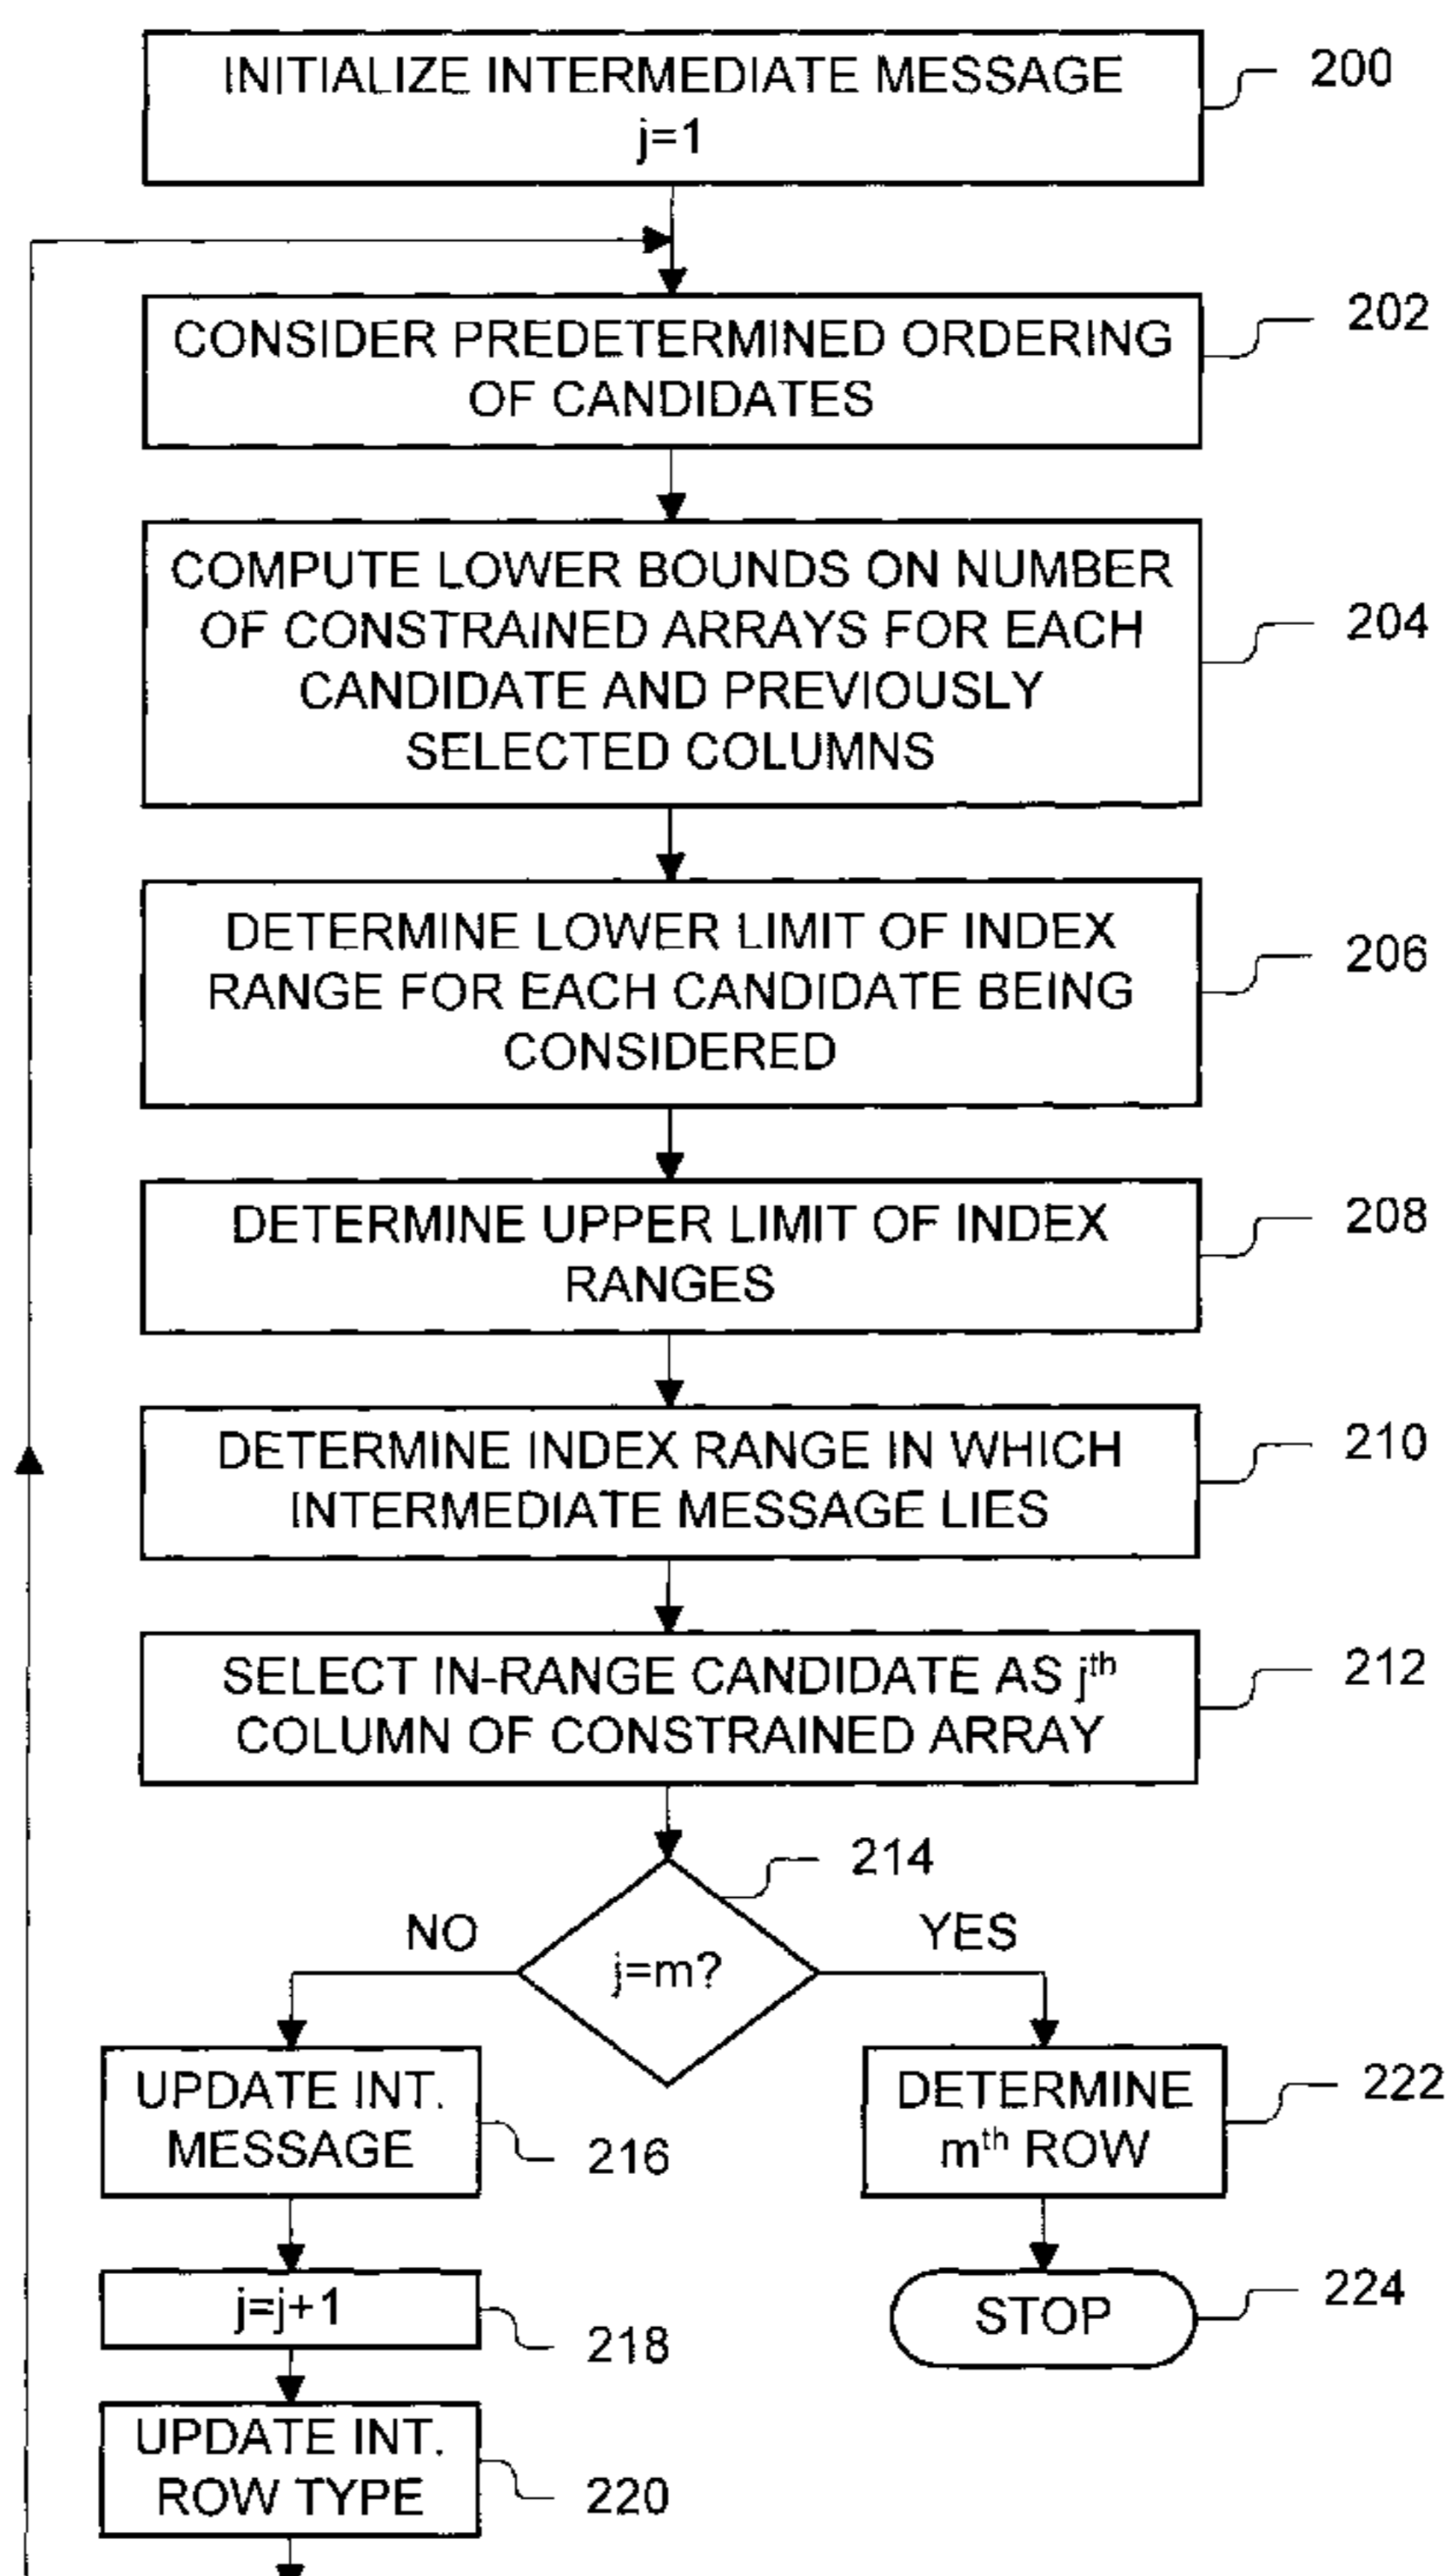 INITIALIZE INTERMEDIATE MESSAGE
j=1
200
CONSIDER PREDETERMINED ORDERING
OF CANDIDATES
202
COMPUTE LOWER BOUNDS ON NUMBER
OF CONSTRAINED ARRAYS FOR EACH
CANDIDATE AND PREVIOUSLY
SELECTED COLUMNS
204
DETERMINE LOWER LIMIT OF INDEX
RANGE FOR EACH CANDIDATE BEING
CONSIDERED
206
DETERMINE UPPER LIMIT OF INDEX
RANGES
208
DETERMINE INDEX RANGE IN WHICH
INTERMEDIATE MESSAGE LIES
210
SELECT IN-RANGE CANDIDATE AS jth
COLUMN OF CONSTRAINED ARRAY
212
214
NO
YES
j=m?
UPDATE INT.
MESSAGE
216
DETERMINE
mth ROW
222
j=j+1
218
STOP
224
UPDATE INT.
ROW TYPE
220